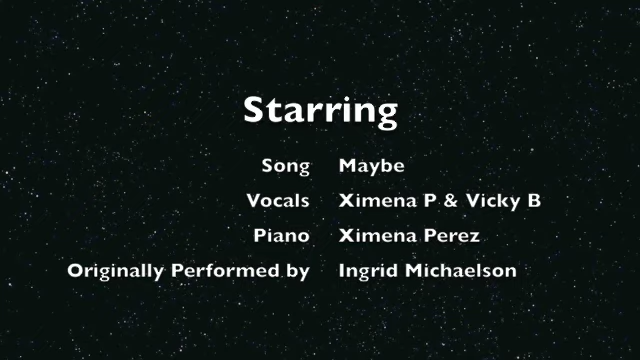 Starring
Song Maybe
Vocals Ximena P & Vicky B
Piano Ximena Perez
Originally Performed by Ingrid Michaelson